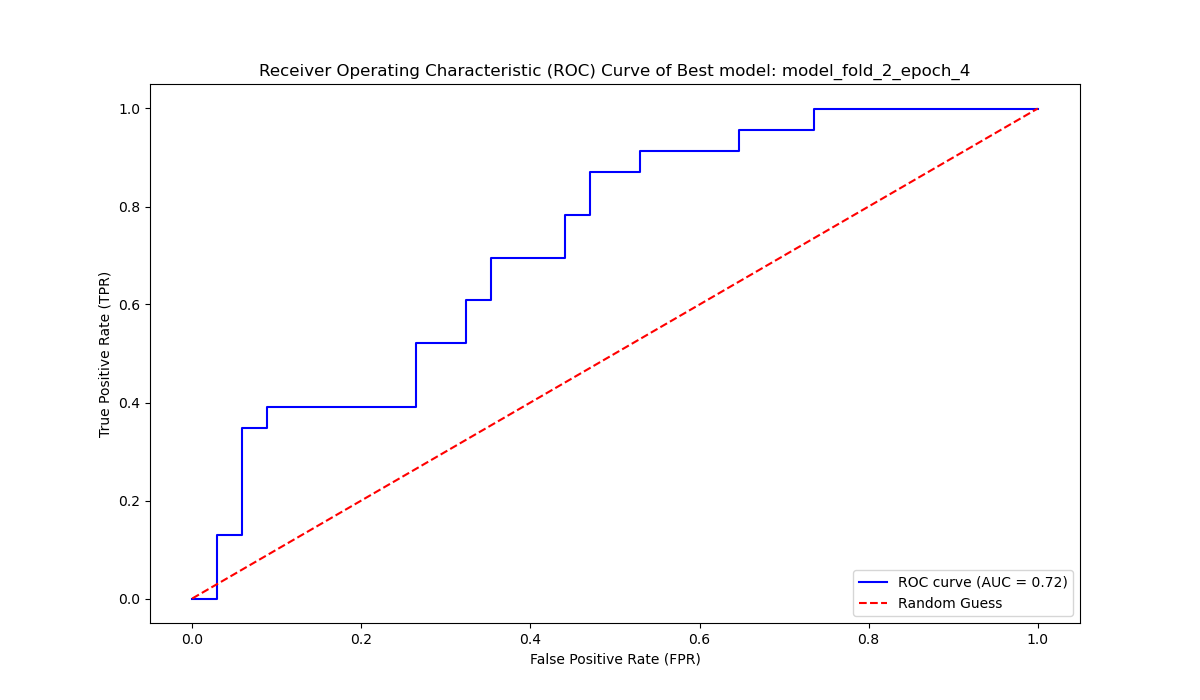 Receiver Operating Characteristic (ROC) Curve of Best model: model_fold_2_epoch_4
1.0
0.8
0.6
0.4
0.2
0.0
True Positive Rate (TPR)
ROC curve (AUC = 0.72)
Random Guess
0.0 0.2 0.4 0.6 0.8 1.0
False Positive Rate (FPR)